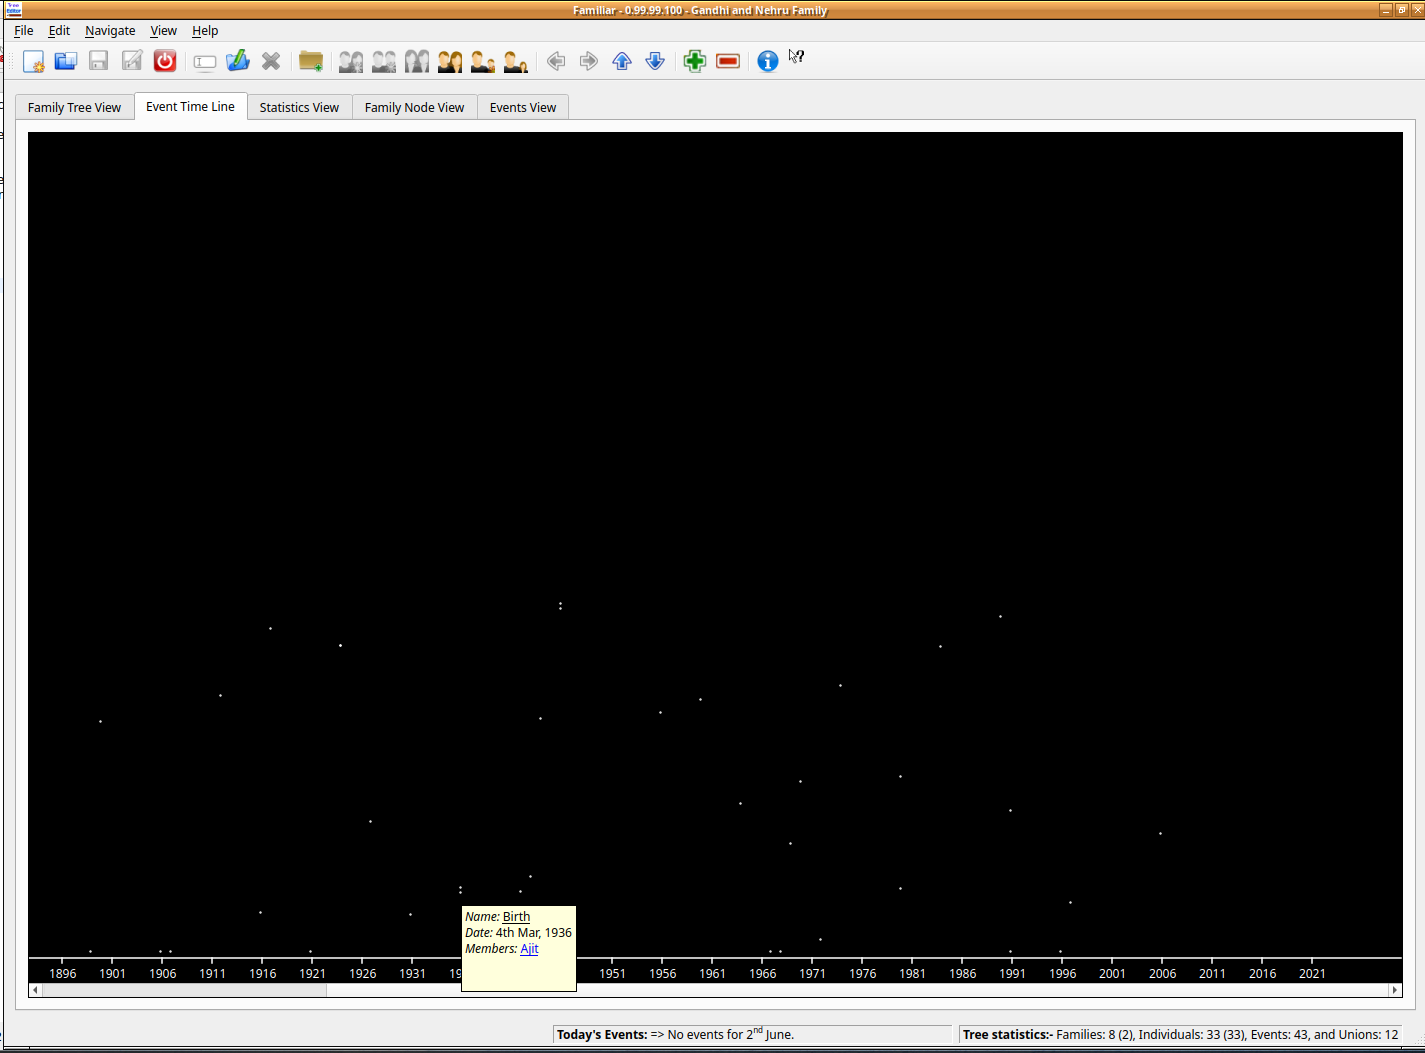 Familiar - 0.99.99.100 - Gandhi and Nehru Family
File Edit Navigate View Help
Family Tree View Event Time Line Statistics View Family Node View Events View
Name: Birth
Date: 4th Mar, 1936
Members: Ajit
1896 1901 1906 1911 1916 1921 1926 1931 19 1951 1956 1961 1966 1971 1976 1981 1986 1991 1996 2001 2006 2011 2016 2021
Today's Events: => No events for 2nd June. Tree statistics:- Families: 8 (2), Individuals: 33 (33), Events: 43, and Unions: 12